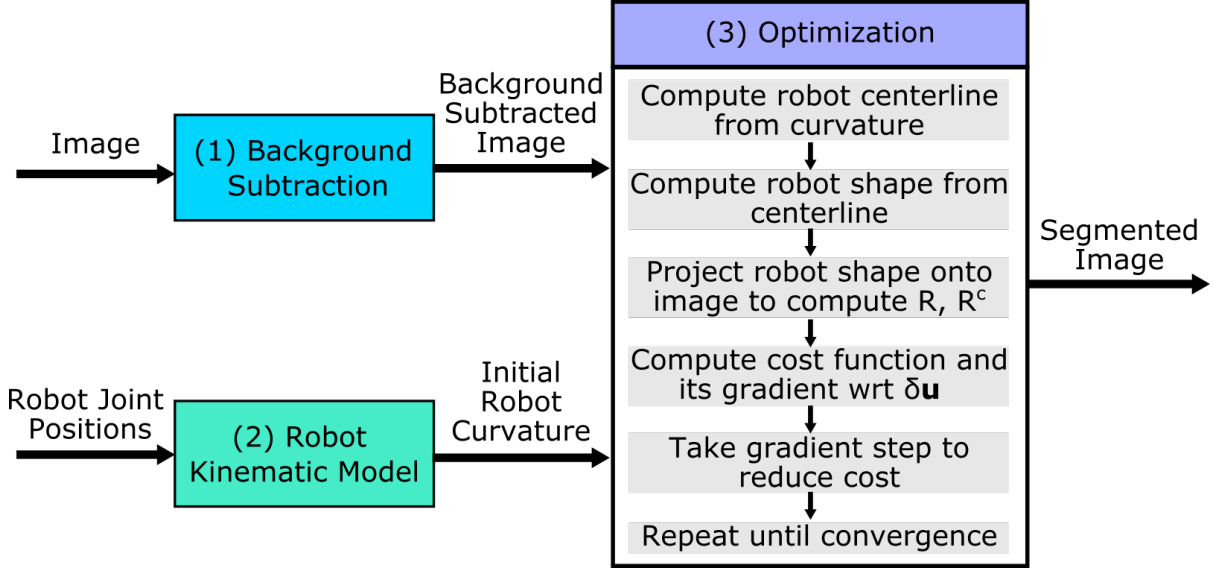 Image
(1) Background
Subtraction
Background
Subtracted
Image
Robot Joint
Positions
(2) Robot
Kinematic Model
Initial
Robot
Curvature
(3) Optimization
Compute robot centerline
from curvature
Compute robot shape from
centerline
Project robot shape onto
image to compute R, Rᶜ
Compute cost function and
its gradient wrt δu
Take gradient step to
reduce cost
Repeat until convergence
Segmented
Image